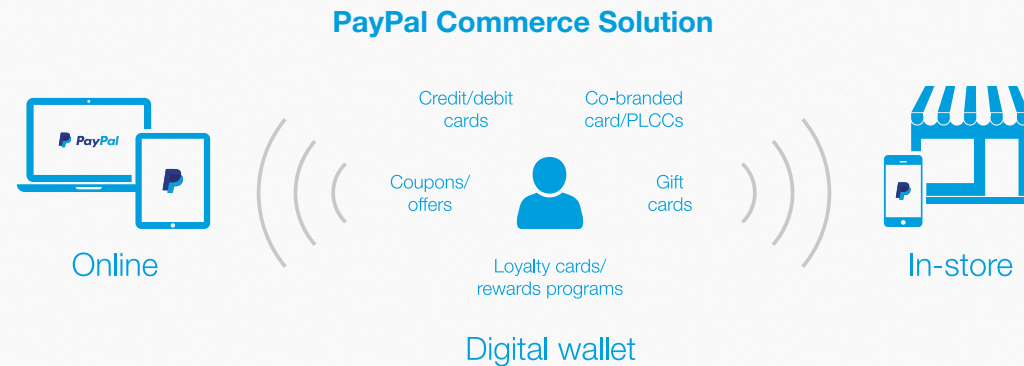 PayPal Commerce Solution
Credit/debit
cards
Co-branded
card/PLCCs
PayPal
Coupons/
offers
Gift
cards
Online
In-store
Loyalty cards/
rewards programs
Digital wallet